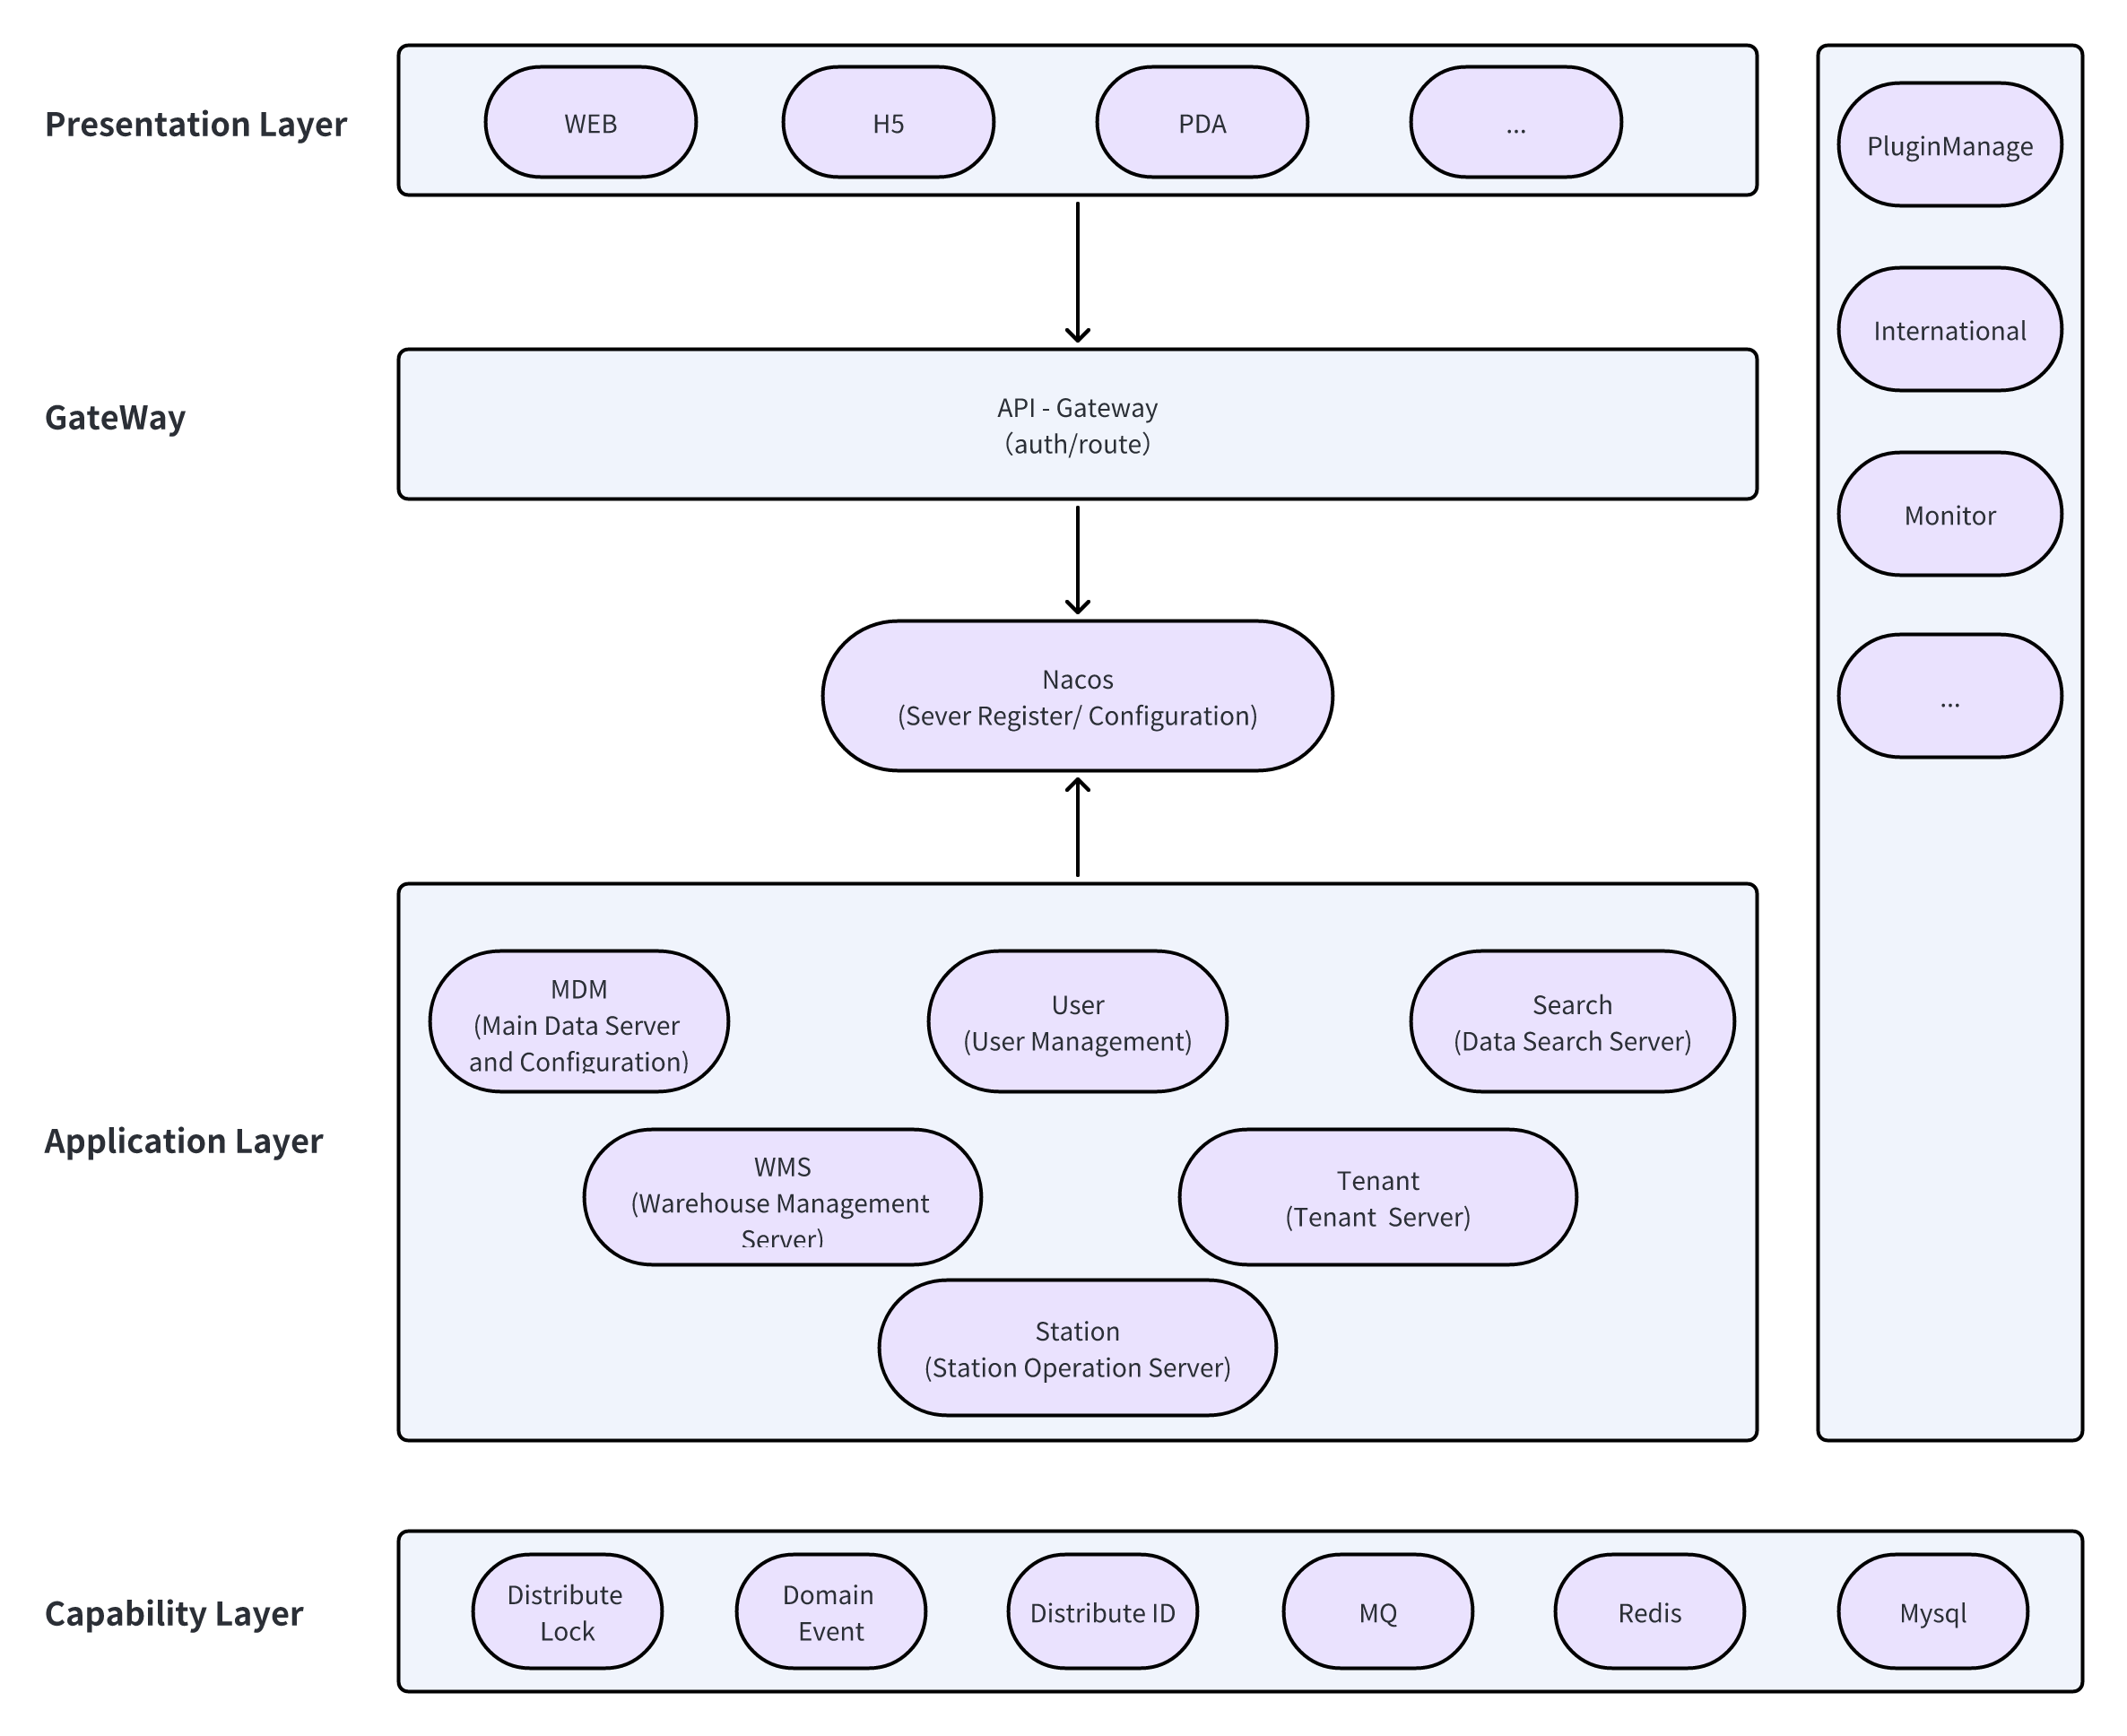 Presentation Layer
WEB
H5
PDA
...
GateWay
API - Gateway
（auth/route）
Nacos
(Sever Register/ Configuration)
Application Layer
MDM
(Main Data Server
and Configuration)
User
(User Management)
Search
(Data Search Server)
WMS
(Warehouse Management
Server)
Tenant
(Tenant  Server)
Station
(Station Operation Server)
PluginManage
International
Monitor
...
Capability Layer
Distribute
Lock
Domain
Event
Distribute ID
MQ
Redis
Mysql